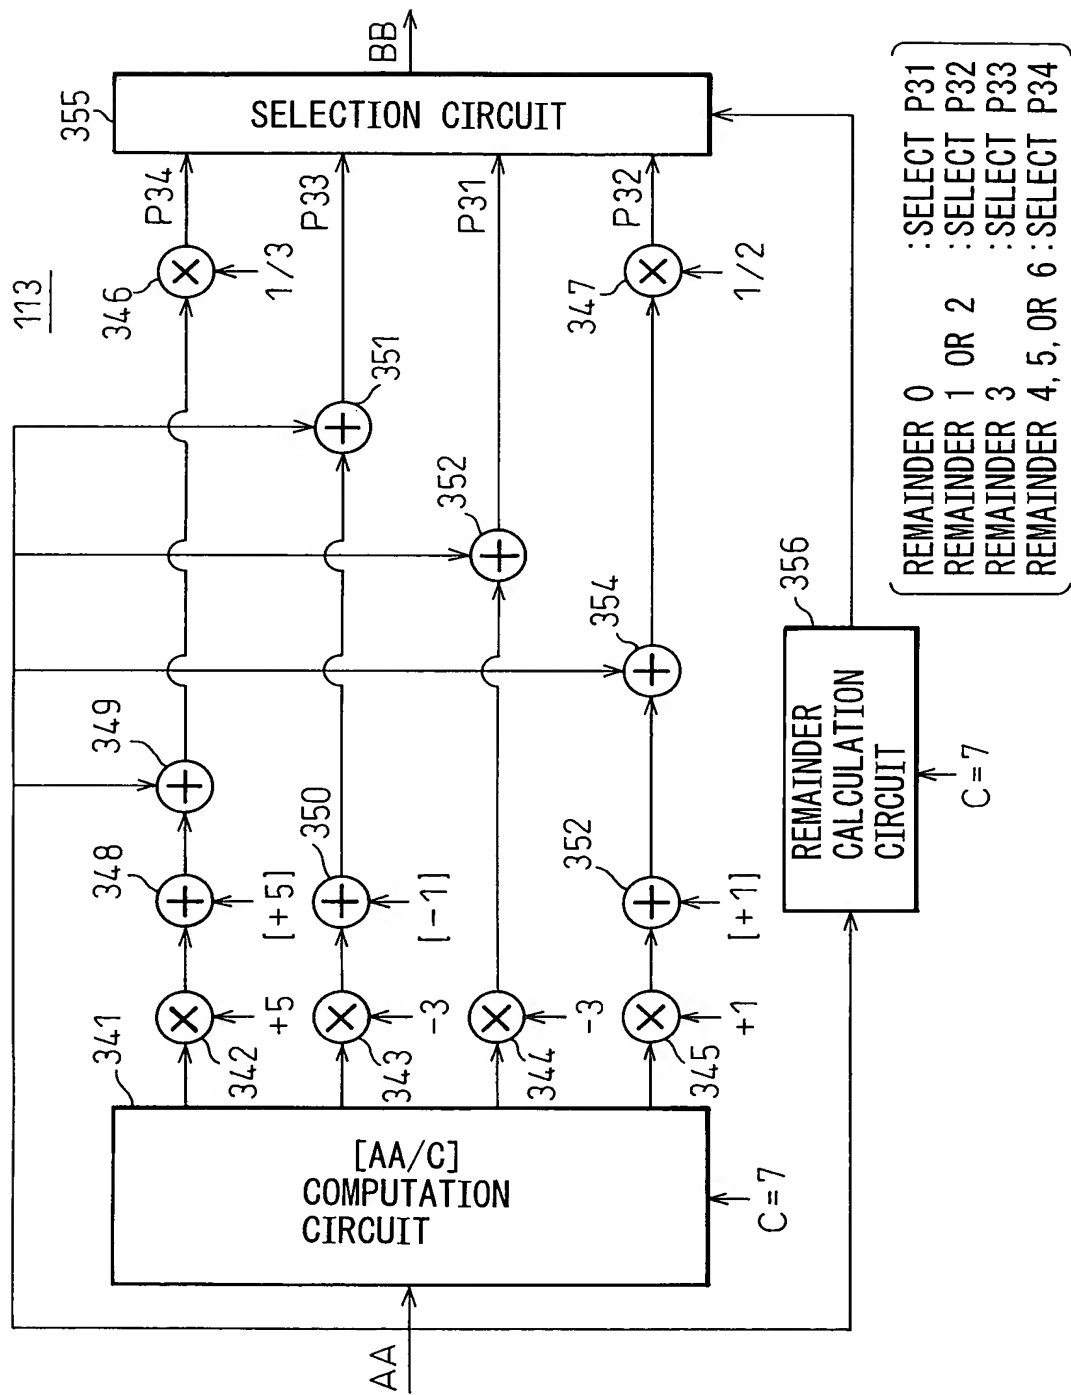 113
341
[AA/C]
COMPUTATION
CIRCUIT
AA
C=7
342
+5
343
-3
344
-3
345
+1
348
[+5]
349
350
[-1]
352
[+1]
354
352
351
346
1/3
347
1/2
P34
P33
P31
P32
355
SELECTION CIRCUIT
BB
356
REMAINDER
CALCULATION
CIRCUIT
C=7
REMAINDER 0 :SELECT P31
REMAINDER 1 OR 2 :SELECT P32
REMAINDER 3 :SELECT P33
REMAINDER 4, 5, OR 6 :SELECT P34